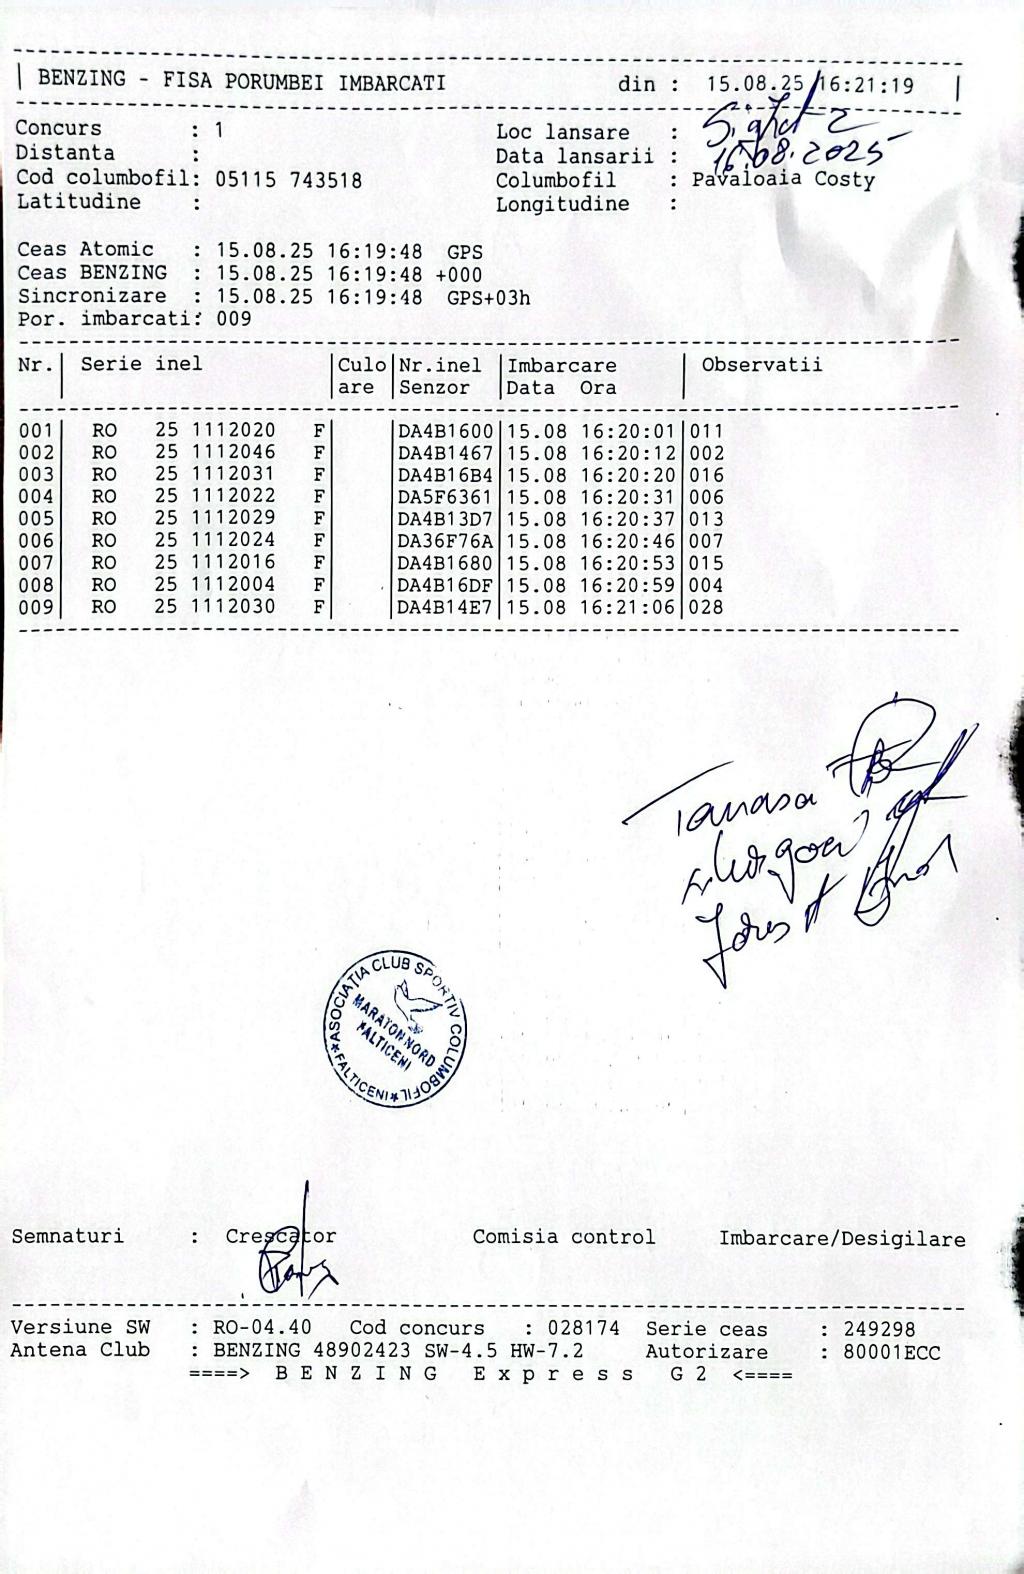 BENZING - FISA PORUMBEI IMBARCATI din : 15.08.25/16:21:19
Concurs : 1 Loc lansare : Sighet 2
Distanta : Data lansarii : 16.08.2025
Cod columbofil: 05115 743518 Columbofil : Pavaloaia Costy
Latitudine : Longitudine :
Ceas Atomic : 15.08.25 16:19:48 GPS
Ceas BENZING : 15.08.25 16:19:48 +000
Sincronizare : 15.08.25 16:19:48 GPS+03h
Por. imbarcati: 009
Nr.| Serie inel |Culo|Nr.inel |Imbarcare | Observatii
| |are |Senzor |Data Ora |
001| RO 25 1112020 F| |DA4B1600|15.08 16:20:01|011
002| RO 25 1112046 F| |DA4B1467|15.08 16:20:12|002
003| RO 25 1112031 F| |DA4B16B4|15.08 16:20:20|016
004| RO 25 1112022 F| |DA5F6361|15.08 16:20:31|006
005| RO 25 1112029 F| |DA4B13D7|15.08 16:20:37|013
006| RO 25 1112024 F| |DA36F76A|15.08 16:20:46|007
007| RO 25 1112016 F| |DA4B1680|15.08 16:20:53|015
008| RO 25 1112004 F| |DA4B16DF|15.08 16:20:59|004
009| RO 25 1112030 F| |DA4B14E7|15.08 16:21:06|028
Tanasa
ASOCIAȚIA CLUB SPORTIV COLUMBOFIL
MARATON NORD
FALTICENI
*FALTICENI*
Semnaturi : Crescator Comisia control Imbarcare/Desigilare
Versiune SW : RO-04.40 Cod concurs : 028174 Serie ceas : 249298
Antena Club : BENZING 48902423 SW-4.5 HW-7.2 Autorizare : 80001ECC
====> B E N Z I N G E x p r e s s G 2 <====